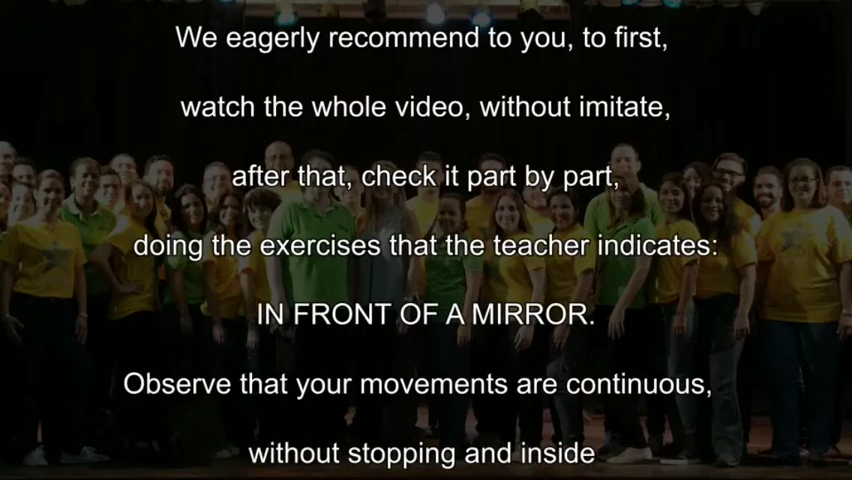 We eagerly recommend to you, to first,
watch the whole video, without imitate,
after that, check it part by part,
doing the exercises that the teacher indicates:
IN FRONT OF A MIRROR.
Observe that your movements are continuous,
without stopping and inside